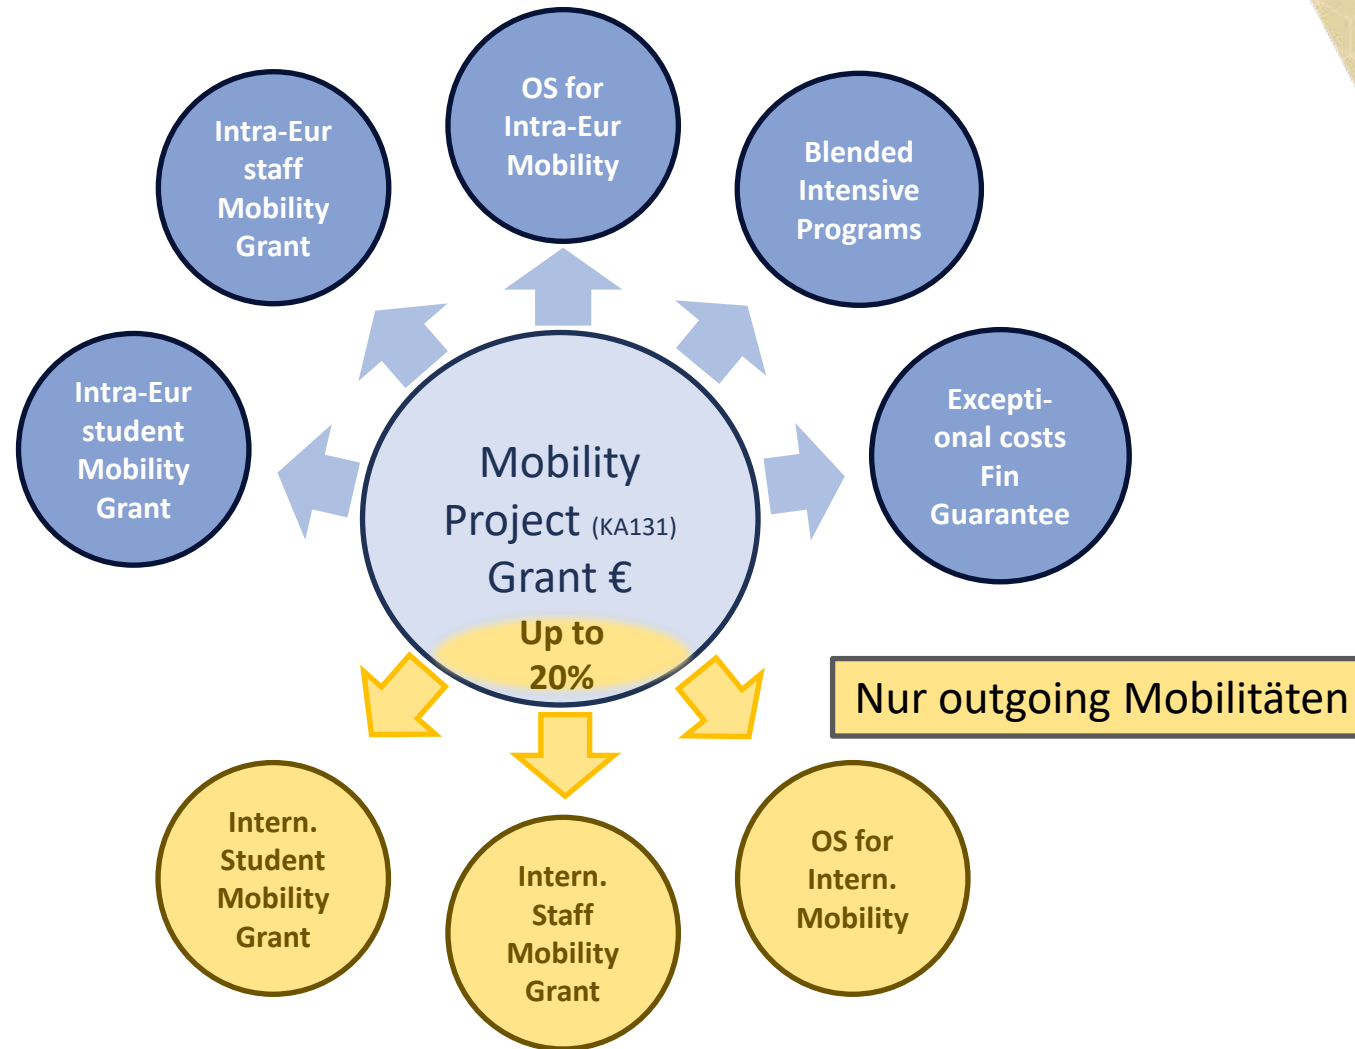 OS for
Intra-Eur
Mobility
Intra-Eur
staff
Mobility
Grant
Blended
Intensive
Programs
Intra-Eur
student
Mobility
Grant
Excepti-
onal costs
Fin
Guarantee
Mobility
Project (KA131)
Grant €
Up to
20%
Nur outgoing Mobilitäten
Intern.
Student
Mobility
Grant
Intern.
Staff
Mobility
Grant
OS for
Intern.
Mobility